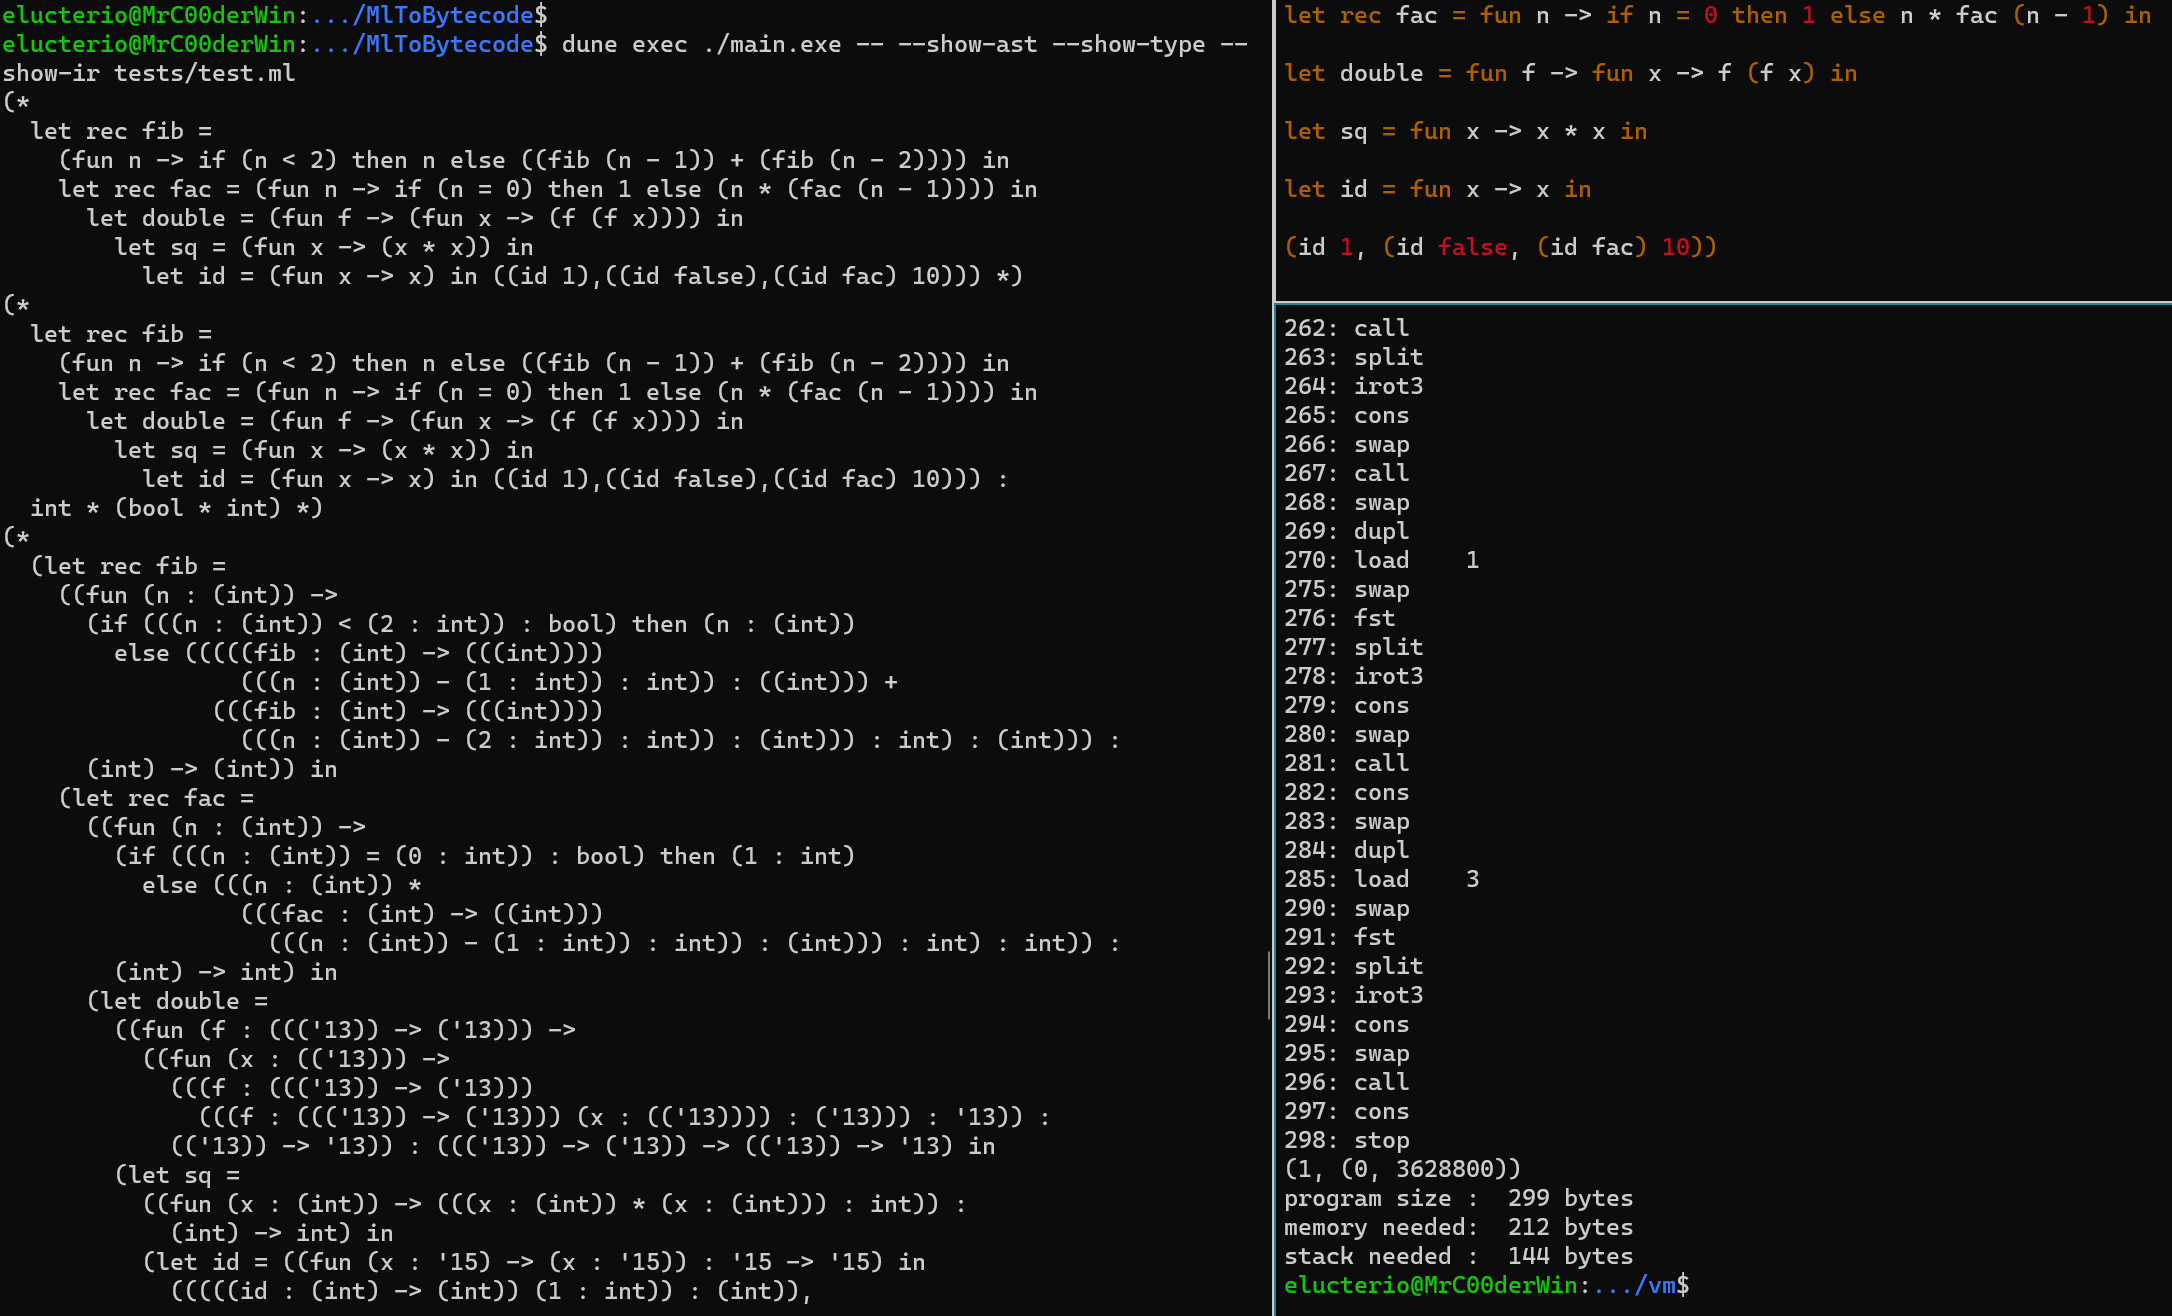 elucterio@MrC00derWin:.../MlToBytecode$
elucterio@MrC00derWin:.../MlToBytecode$ dune exec ./main.exe -- --show-ast --show-type --
show-ir tests/test.ml
(*
  let rec fib =
    (fun n -> if (n < 2) then n else ((fib (n - 1)) + (fib (n - 2)))) in
    let rec fac = (fun n -> if (n = 0) then 1 else (n * (fac (n - 1)))) in
      let double = (fun f -> (fun x -> (f (f x)))) in
        let sq = (fun x -> (x * x)) in
          let id = (fun x -> x) in ((id 1),((id false),((id fac) 10))) *)
(*
  let rec fib =
    (fun n -> if (n < 2) then n else ((fib (n - 1)) + (fib (n - 2)))) in
    let rec fac = (fun n -> if (n = 0) then 1 else (n * (fac (n - 1)))) in
      let double = (fun f -> (fun x -> (f (f x)))) in
        let sq = (fun x -> (x * x)) in
          let id = (fun x -> x) in ((id 1),((id false),((id fac) 10))) :
  int * (bool * int) *)
(*
  (let rec fib =
    ((fun (n : (int)) ->
      (if (((n : (int)) < (2 : int)) : bool) then (n : (int))
        else (((((fib : (int) -> (((int))))
                 (((n : (int)) - (1 : int)) : int)) : ((int))) +
               (((fib : (int) -> (((int))))
                 (((n : (int)) - (2 : int)) : int)) : (int))) : int) : (int))) :
      (int) -> (int)) in
    (let rec fac =
      ((fun (n : (int)) ->
        (if (((n : (int)) = (0 : int)) : bool) then (1 : int)
          else (((n : (int)) *
                 (((fac : (int) -> ((int)))
                   (((n : (int)) - (1 : int)) : int)) : (int))) : int) : int)) :
        (int) -> int) in
      (let double =
        ((fun (f : ((('13)) -> ('13))) ->
          ((fun (x : (('13))) ->
            (((f : ((('13)) -> ('13)))
              (((f : ((('13)) -> ('13))) (x : (('13)))) : ('13))) : '13)) :
            (('13)) -> '13)) : ((('13)) -> ('13)) -> (('13)) -> '13) in
        (let sq =
          ((fun (x : (int)) -> (((x : (int)) * (x : (int))) : int)) :
            (int) -> int) in
          (let id = ((fun (x : '15) -> (x : '15)) : '15 -> '15) in
            (((((id : (int) -> (int)) (1 : int)) : (int)),
let rec fac = fun n -> if n = 0 then 1 else n * fac (n - 1) in
let double = fun f -> fun x -> f (f x) in
let sq = fun x -> x * x in
let id = fun x -> x in
(id 1, (id false, (id fac) 10))
262: call
263: split
264: irot3
265: cons
266: swap
267: call
268: swap
269: dupl
270: load    1
275: swap
276: fst
277: split
278: irot3
279: cons
280: swap
281: call
282: cons
283: swap
284: dupl
285: load    3
290: swap
291: fst
292: split
293: irot3
294: cons
295: swap
296: call
297: cons
298: stop
(1, (0, 3628800))
program size :  299 bytes
memory needed:  212 bytes
stack needed :  144 bytes
elucterio@MrC00derWin:.../vm$